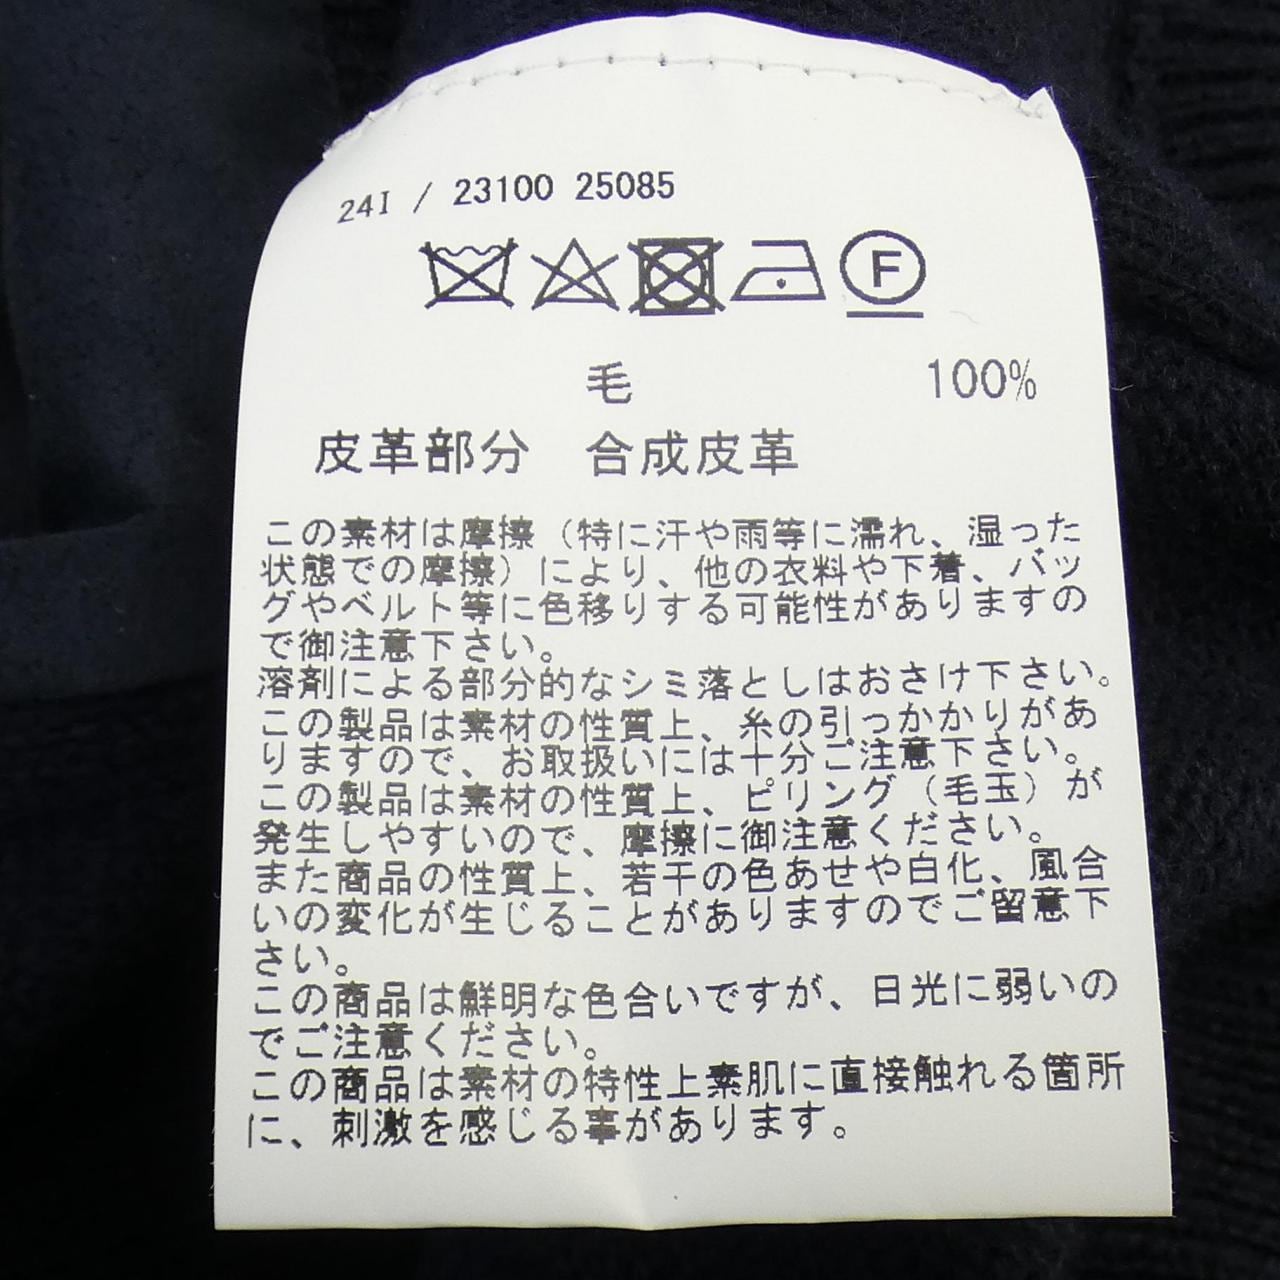 24I / 23100 25085
F
毛 100%
皮革部分 合成皮革
この素材は摩擦（特に汗や雨等に濡れ、湿った
状態での摩擦）により、他の衣料や下着、バッ
グやベルト等に色移りする可能性がありますの
で御注意下さい。
溶剤による部分的なシミ落としはおさけ下さい。
この製品は素材の性質上、糸の引っかかりがあ
りますので、お取扱いには十分ご注意下さい。
この製品は素材の性質上、ピリング（毛玉）が
発生しやすいので、摩擦に御注意ください。
また商品の性質上、若干の色あせや白化、風合
いの変化が生じることがありますのでご留意下
さい。
この商品は鮮明な色合いですが、日光に弱いの
でご注意ください。
この商品は素材の特性上素肌に直接触れる箇所
に、刺激を感じる事があります。